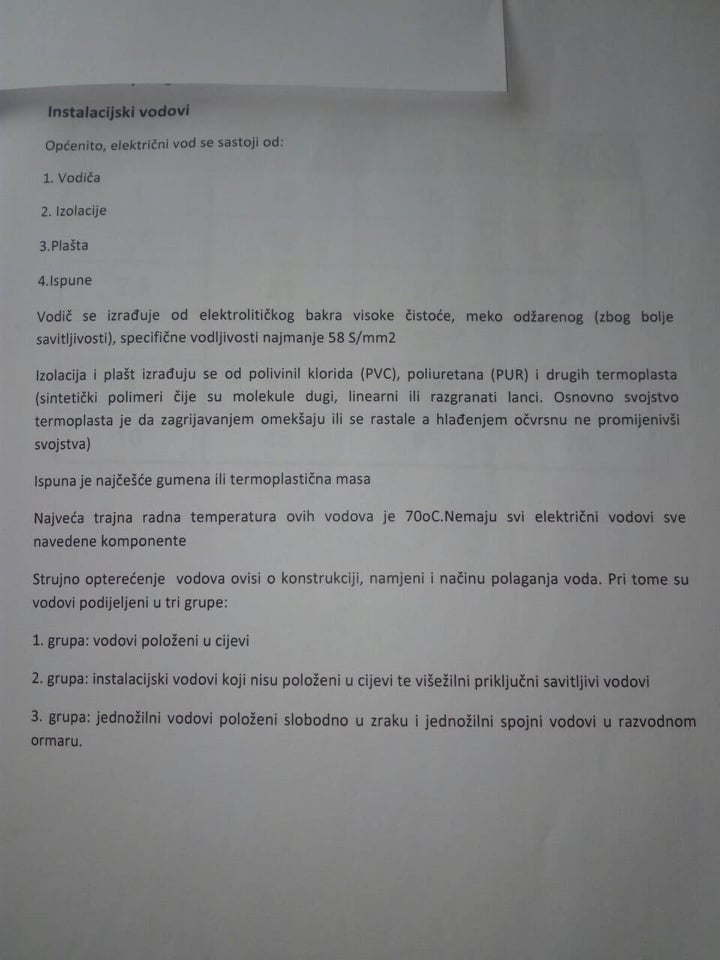 Instalacijski vodovi
Općenito, električni vod se sastoji od:
1. Vodiča
2. Izolacije
3.Plašta
4.Ispune
Vodič se izrađuje od elektrolitičkog bakra visoke čistoće, meko odžarenog (zbog bolje
savitljivosti), specifične vodljivosti najmanje 58 S/mm2
Izolacija i plašt izrađuju se od polivinil klorida (PVC), poliuretana (PUR) i drugih termoplasta
(sintetički polimeri čije su molekule dugi, linearni ili razgranati lanci. Osnovno svojstvo
termoplasta je da zagrijavanjem omekšaju ili se rastale a hlađenjem očvrsnu ne promijenivši
svojstva)
Ispuna je najčešće gumena ili termoplastična masa
Najveća trajna radna temperatura ovih vodova je 70oC.Nemaju svi električni vodovi sve
navedene komponente
Strujno opterećenje vodova ovisi o konstrukciji, namjeni i načinu polaganja voda. Pri tome su
vodovi podijeljeni u tri grupe:
1. grupa: vodovi položeni u cijevi
2. grupa: instalacijski vodovi koji nisu položeni u cijevi te višežilni priključni savitljivi vodovi
3. grupa: jednožilni vodovi položeni slobodno u zraku i jednožilni spojni vodovi u razvodnom
ormaru.